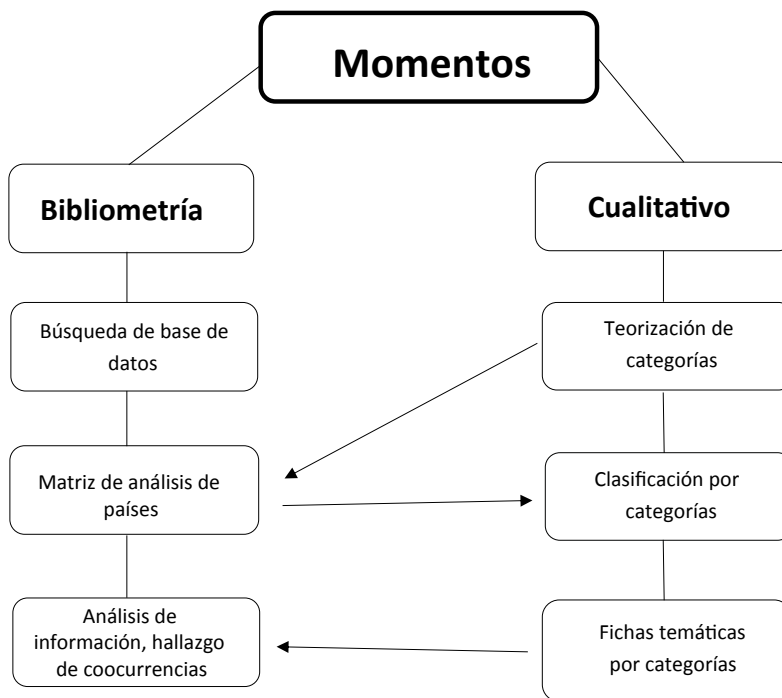 Momentos
Bibliometría
Cualitativo
Búsqueda de base de
datos
Teorización de
categorías
Matriz de análisis de
países
Clasificación por
categorías
Análisis de
información, hallazgo
de coocurrencias
Fichas temáticas
por categorías